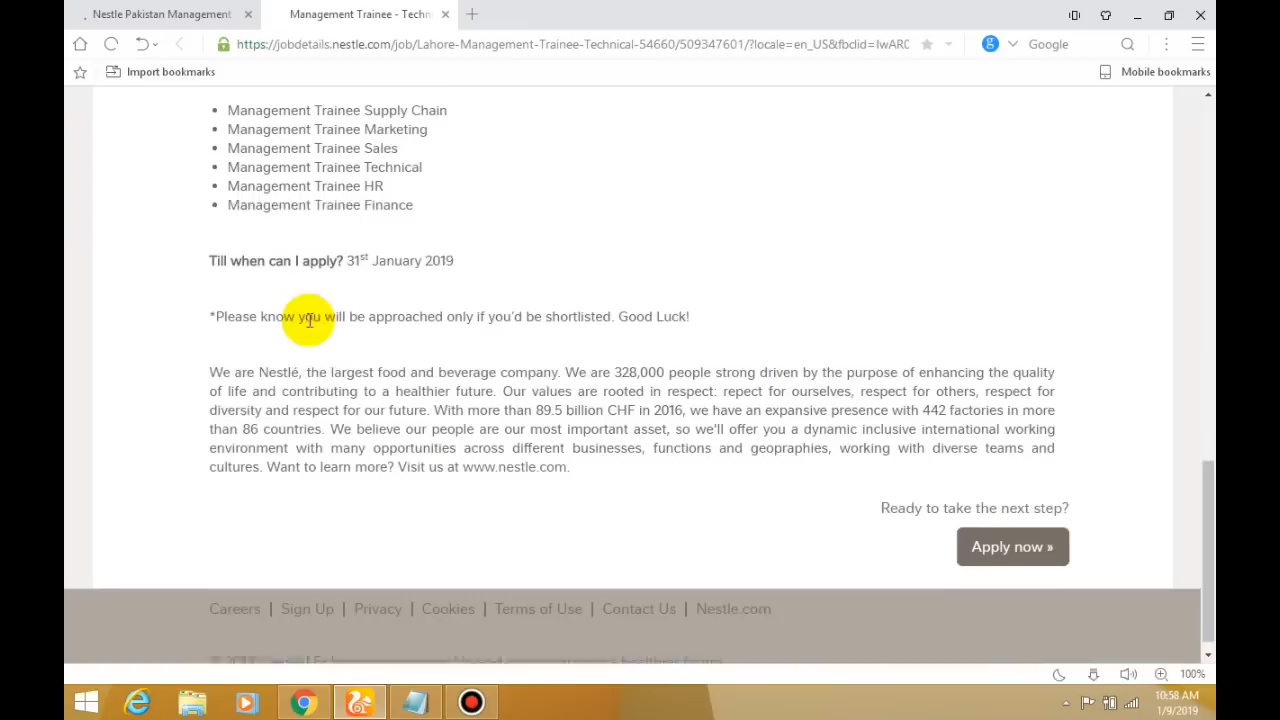 Nestle Pakistan Management
Management Trainee - Techn
https://jobdetails.nestle.com/job/Lahore-Management-Trainee-Technical-54660/509347601/?locale=en_US&fbclid=IwAR0
Google
Import bookmarks
Mobile bookmarks
• Management Trainee Supply Chain
• Management Trainee Marketing
• Management Trainee Sales
• Management Trainee Technical
• Management Trainee HR
• Management Trainee Finance
Till when can I apply? 31st January 2019
*Please know you will be approached only if you'd be shortlisted. Good Luck!
We are Nestlé, the largest food and beverage company. We are 328,000 people strong driven by the purpose of enhancing the quality
of life and contributing to a healthier future. Our values are rooted in respect: repect for ourselves, respect for others, respect for
diversity and respect for our future. With more than 89.5 billion CHF in 2016, we have an expansive presence with 442 factories in more
than 86 countries. We believe our people are our most important asset, so we'll offer you a dynamic inclusive international working
environment with many opportunities across different businesses, functions and geopraphies, working with diverse teams and
cultures. Want to learn more? Visit us at www.nestle.com.
Ready to take the next step?
Apply now »
Careers | Sign Up | Privacy | Cookies | Terms of Use | Contact Us | Nestle.com
100%
10:58 AM
1/9/2019